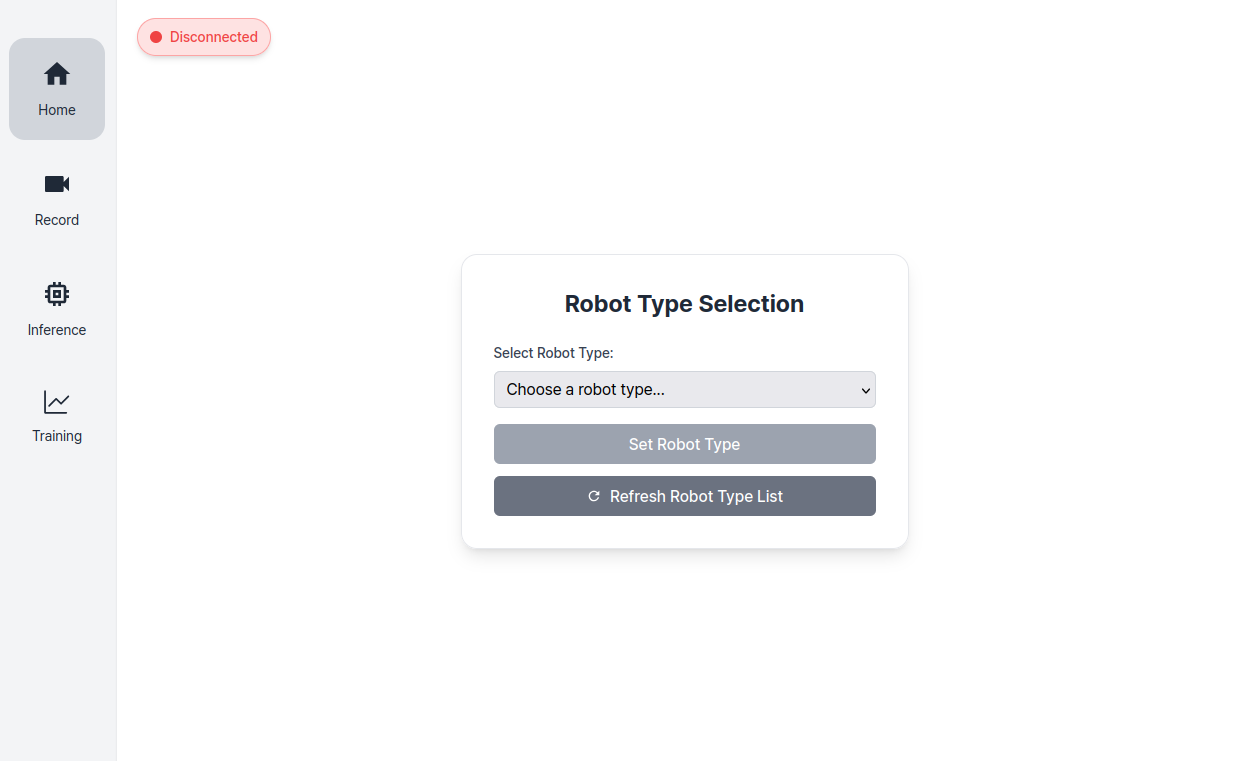 Disconnected
Home
Record
Inference
Training
Robot Type Selection
Select Robot Type:
Choose a robot type...
Set Robot Type
Refresh Robot Type List